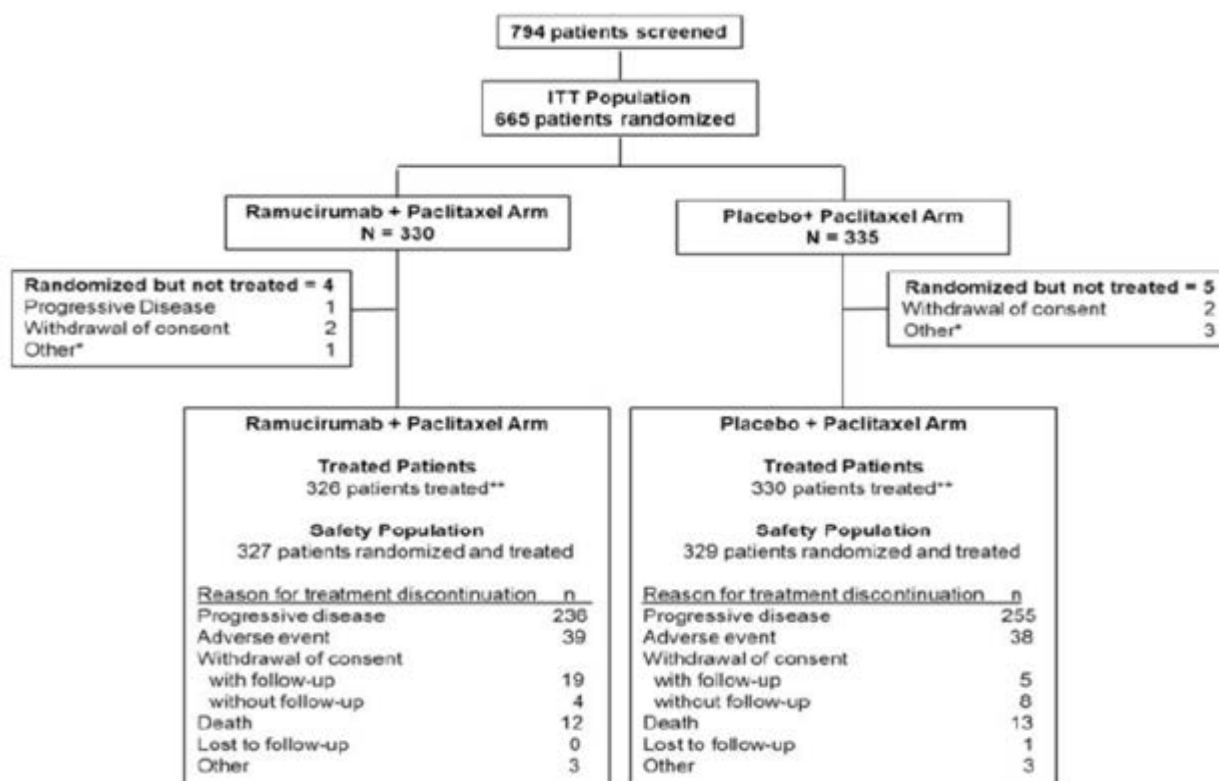 794 patients screened
ITT Population
665 patients randomized
Ramucirumab + Paclitaxel Arm
N = 330
Placebo+ Paclitaxel Arm
N = 335
Randomized but not treated = 4
Progressive Disease 1
Withdrawal of consent 2
Other* 1
Randomized but not treated = 5
Withdrawal of consent 2
Other* 3
Ramucirumab + Paclitaxel Arm
Treated Patients
326 patients treated**
Safety Population
327 patients randomized and treated
Reason for treatment discontinuation n
Progressive disease 236
Adverse event 39
Withdrawal of consent
with follow-up 19
without follow-up 4
Death 12
Lost to follow-up 0
Other 3
Placebo + Paclitaxel Arm
Treated Patients
330 patients treated**
Safety Population
329 patients randomized and treated
Reason for treatment discontinuation n
Progressive disease 255
Adverse event 38
Withdrawal of consent
with follow-up 5
without follow-up 8
Death 13
Lost to follow-up 1
Other 3